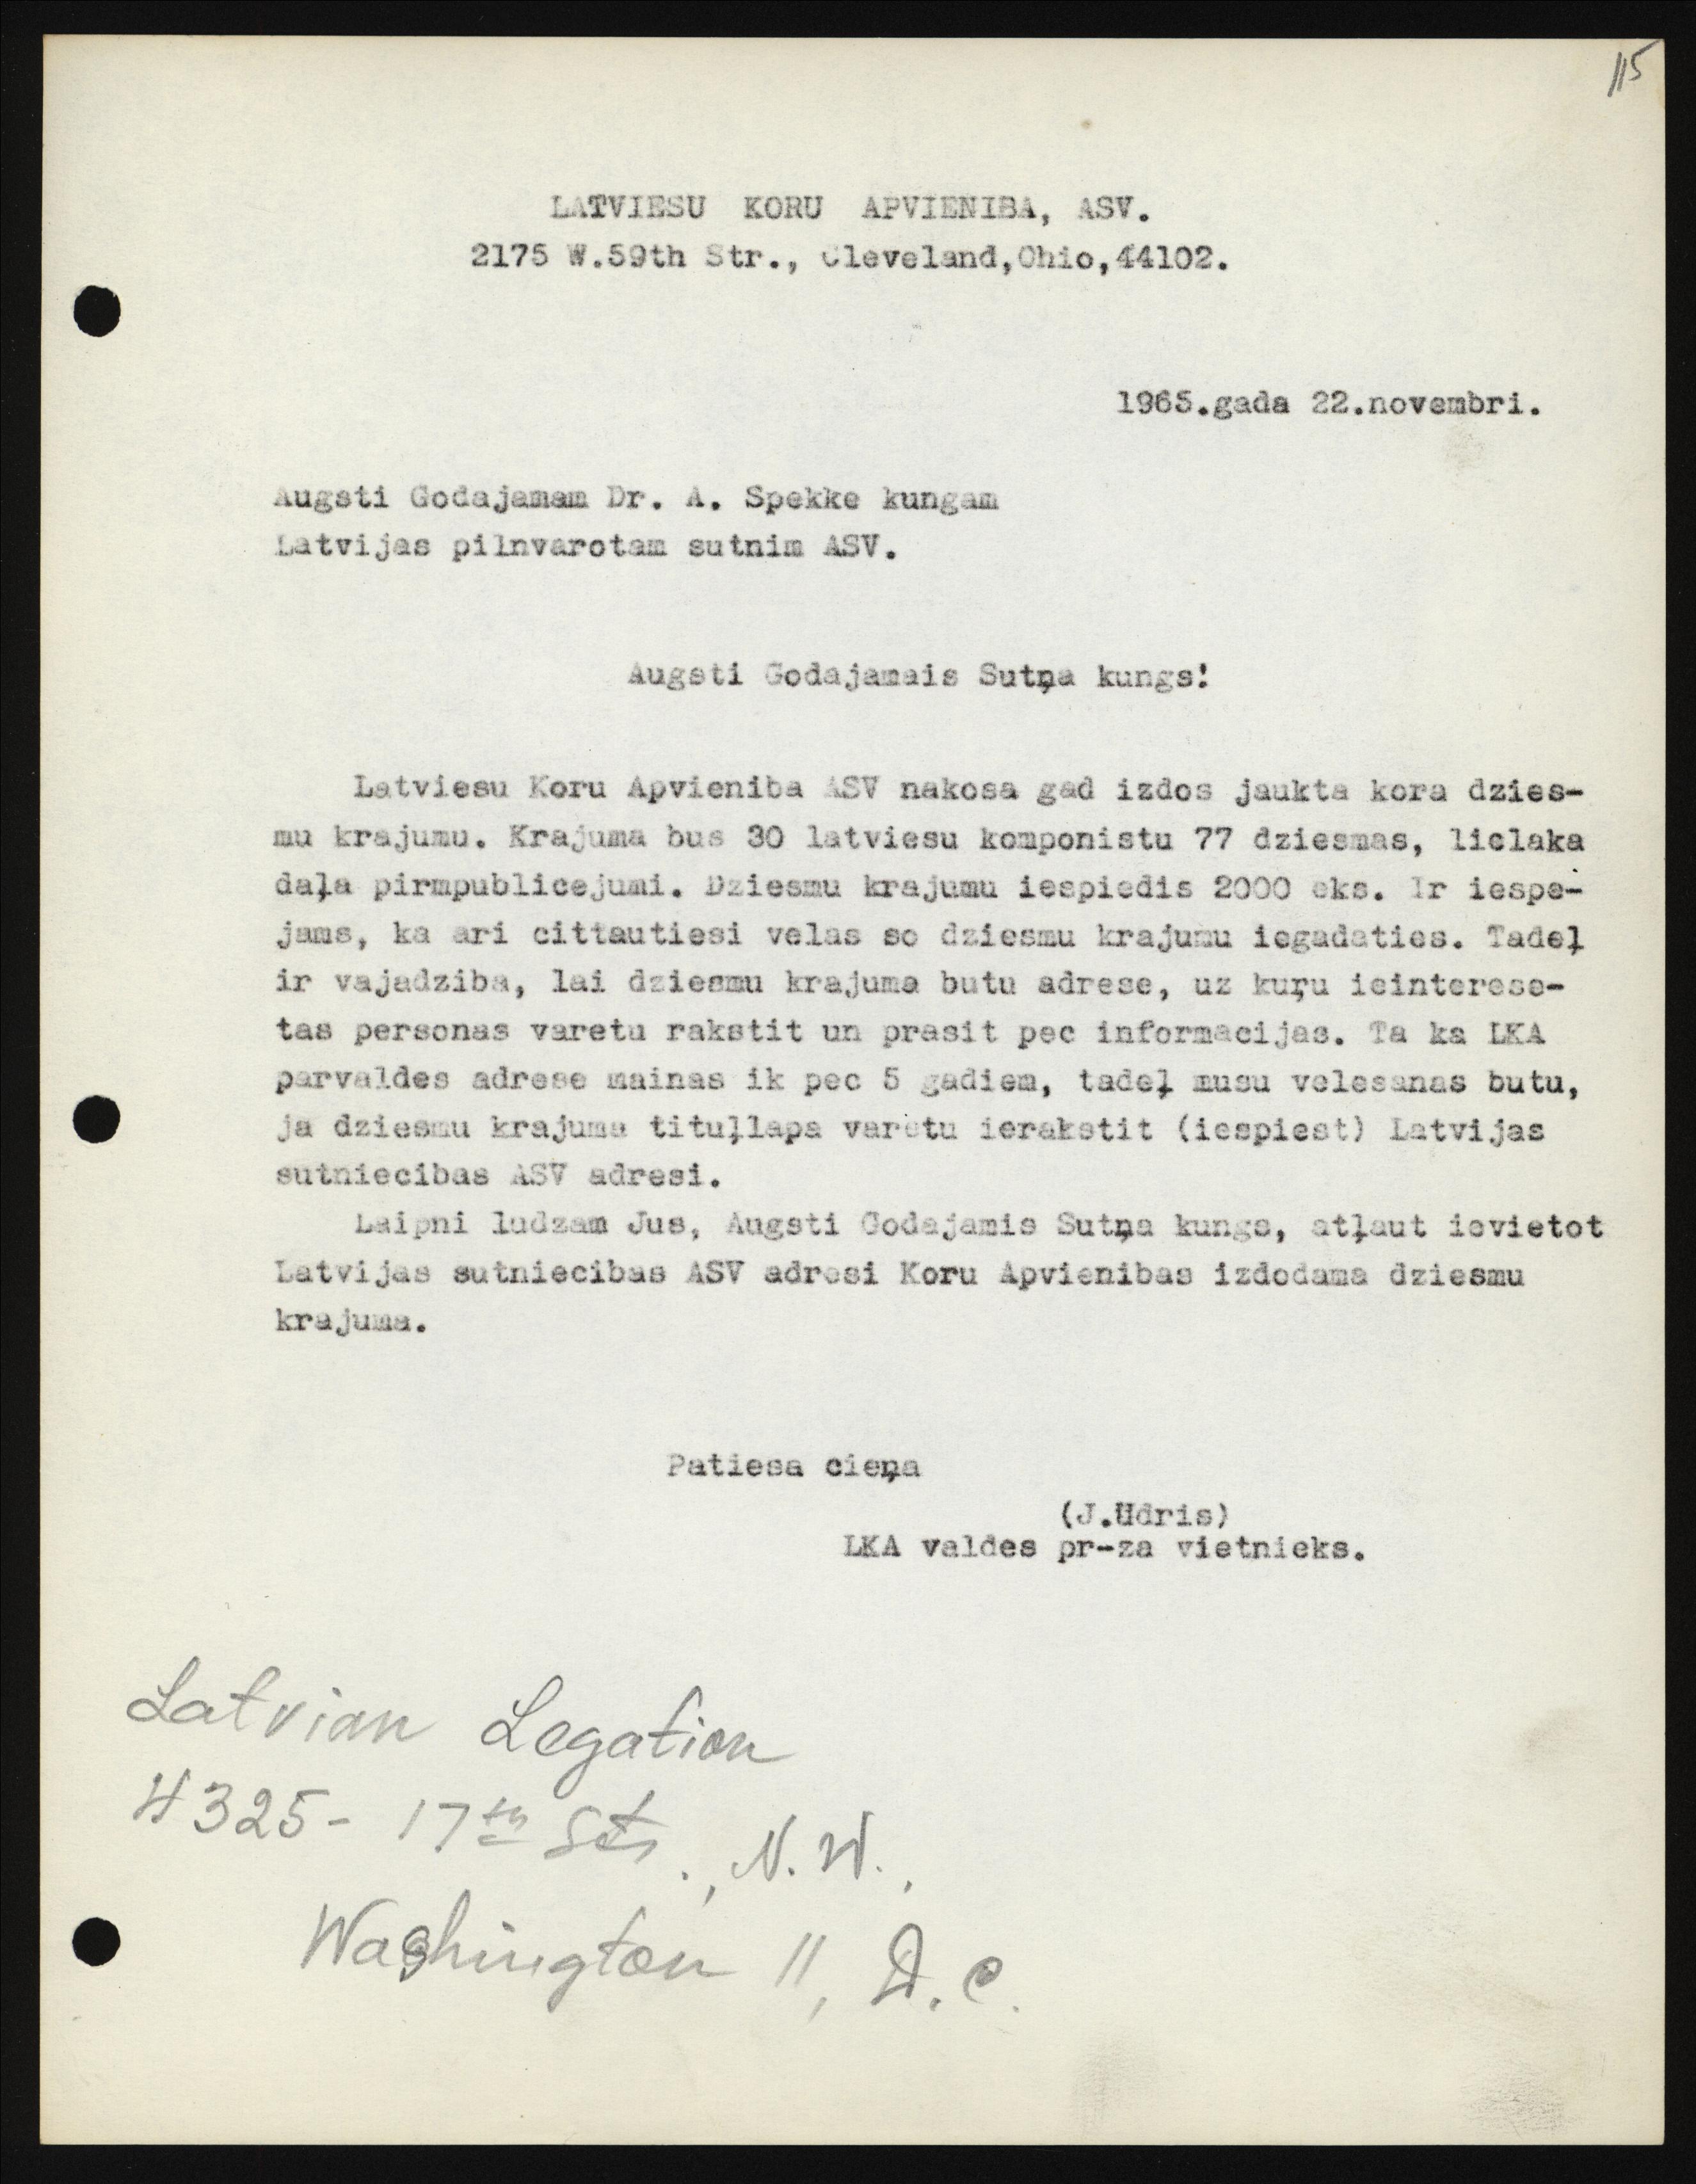 115
LATVIESU KORU APVIENIBA, ASV.
2175 W.59th Str., Cleveland,Ohio,44102.
1965.gada 22.novembri.
Augsti Godajamam Dr. A. Spekke kungam
Latvijas pilnvarotam sutnim ASV.
Augsti Godajamais Sutņa kungs!
Latviesu Koru Apvieniba ASV nakosa gad izdos jaukta kora dzies-
mu krajumu. Krajuma bus 30 latviesu komponistu 77 dziesmas, lielaka
daļa pirmpublicejumi. Dziesmu krajumu iespiedis 2000 eks. Ir iespe-
jams, ka ari cittautiesi velas so dziesmu krajumu iegadaties. Tadeļ
ir vajadziba, lai dziesmu krajuma butu adrese, uz kuŗu ieinterese-
tas personas varetu rakstit un prasit pec informacijas. Ta ka LKA
parvaldes adrese mainas ik pec 5 gadiem, tadeļ musu velesanas butu,
ja dziesmu krajuma tituļlapa varetu ierakstit (iespiest) Latvijas
sutniecibas ASV adresi.
Laipni ludzam Jus, Augsti Godajamis Sutņa kungs, atļaut ievietot
Latvijas sutniecibas ASV adresi Koru Apvienibas izdodama dziesmu
krajuma.
Patiesa cieņa
(J.Udris)
LKA valdes pr-za vietnieks.
Latvian Legation
4325- 17th Str., N.W.,
Washington 11, D.C.